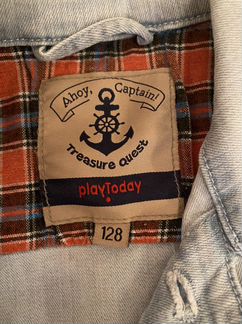 Ahoy, Captain!
Treasure Quest
playToday
128